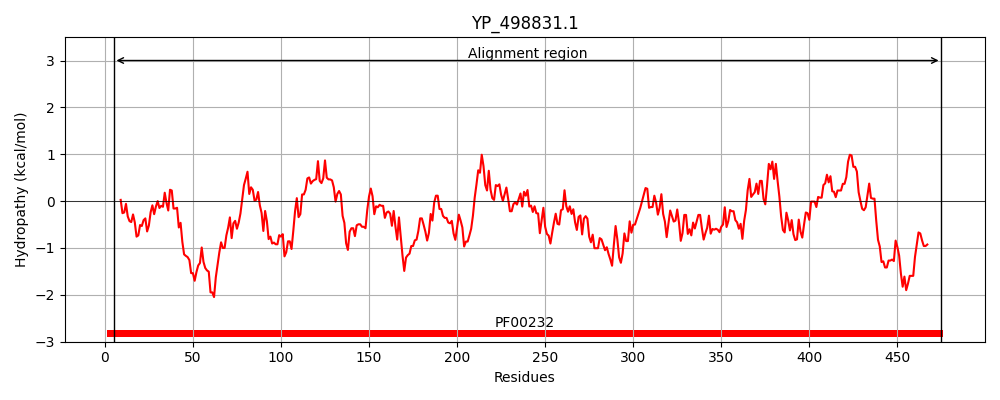 YP_498831.1
Alignment region
3
2
1
0
−1
−2
−3
Hydropathy (kcal/mol)
PF00232
0 50 100 150 200 250 300 350 400 450
Residues